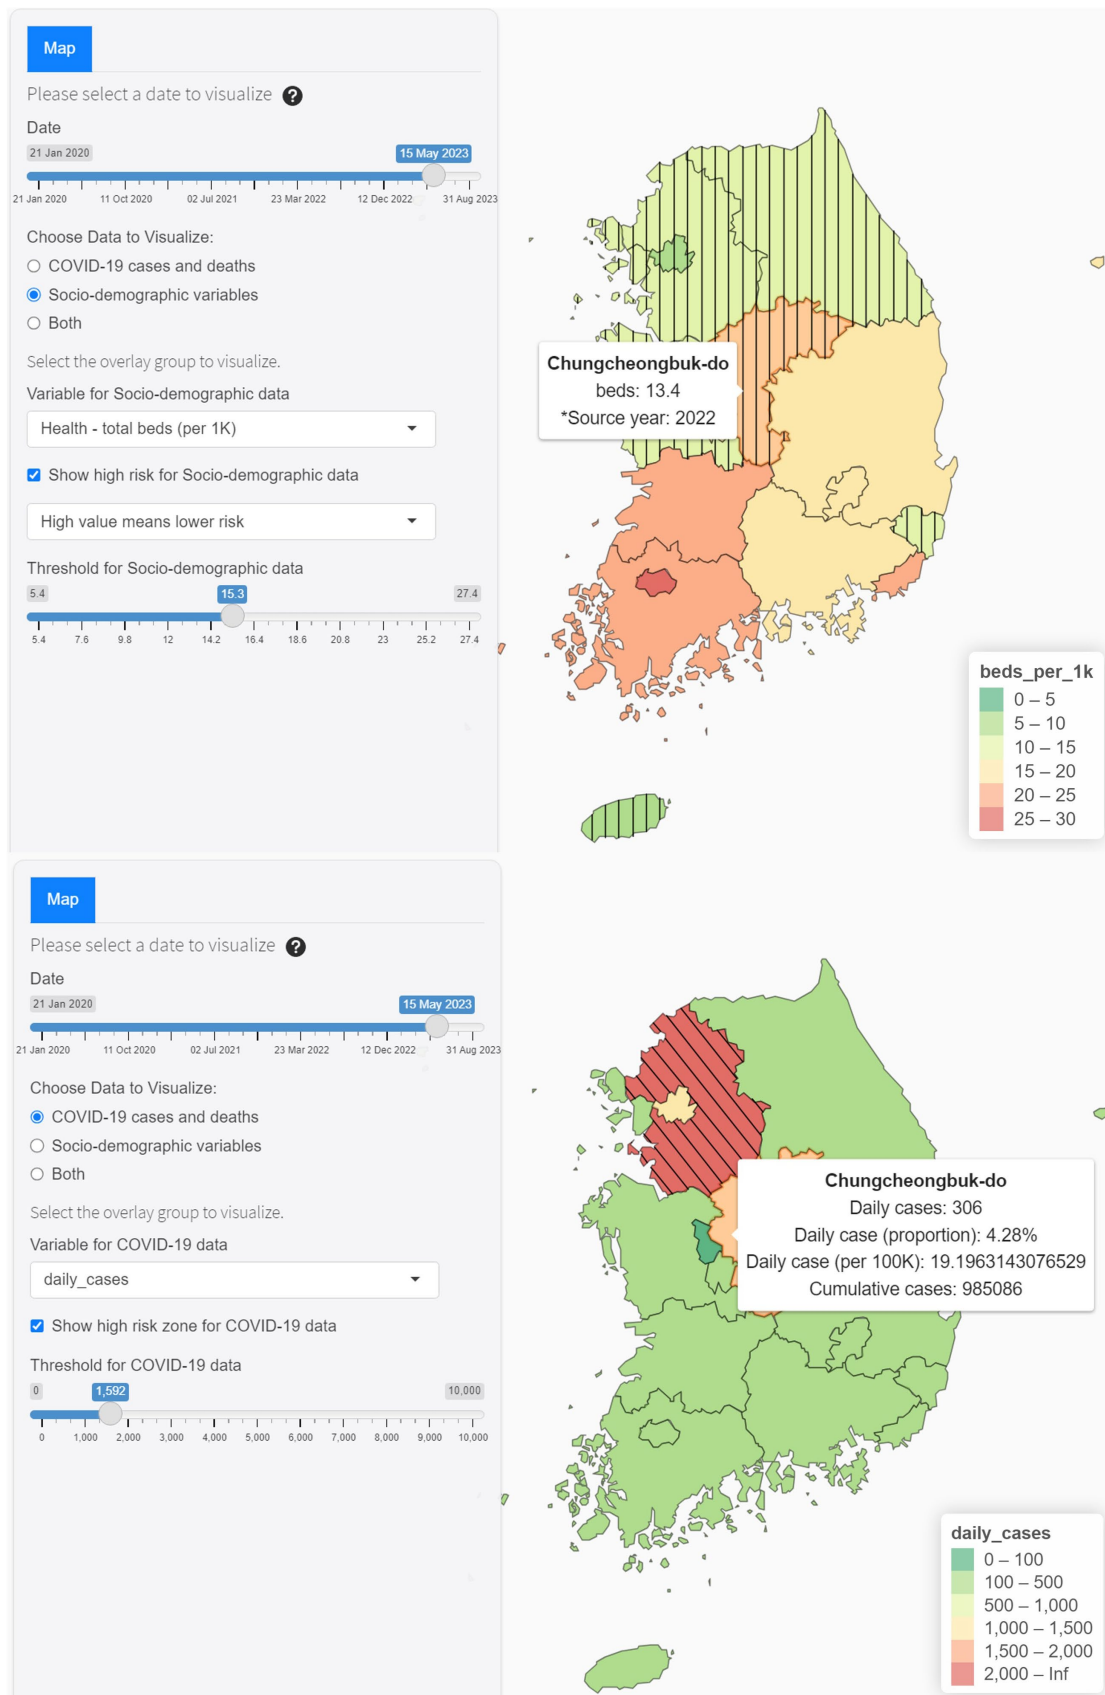 Map
Please select a date to visualize ?
Date
21 Jan 2020
15 May 2023
21 Jan 2020 11 Oct 2020 02 Jul 2021 23 Mar 2022 12 Dec 2022 31 Aug 2023
Choose Data to Visualize:
COVID-19 cases and deaths
Socio-demographic variables
Both
Select the overlay group to visualize.
Variable for Socio-demographic data
Health - total beds (per 1K)
Show high risk for Socio-demographic data
High value means lower risk
Threshold for Socio-demographic data
5.4 15.3 27.4
5.4 7.6 9.8 12 14.2 16.4 18.6 20.8 23 25.2 27.4
Chungcheongbuk-do
beds: 13.4
*Source year: 2022
beds_per_1k
0 – 5
5 – 10
10 – 15
15 – 20
20 – 25
25 – 30
Map
Please select a date to visualize ?
Date
21 Jan 2020
15 May 2023
21 Jan 2020 11 Oct 2020 02 Jul 2021 23 Mar 2022 12 Dec 2022 31 Aug 2023
Choose Data to Visualize:
COVID-19 cases and deaths
Socio-demographic variables
Both
Select the overlay group to visualize.
Variable for COVID-19 data
daily_cases
Show high risk zone for COVID-19 data
Threshold for COVID-19 data
0 1,592 10,000
0 1,000 2,000 3,000 4,000 5,000 6,000 7,000 8,000 9,000 10,000
Chungcheongbuk-do
Daily cases: 306
Daily case (proportion): 4.28%
Daily case (per 100K): 19.1963143076529
Cumulative cases: 985086
daily_cases
0 – 100
100 – 500
500 – 1,000
1,000 – 1,500
1,500 – 2,000
2,000 – Inf